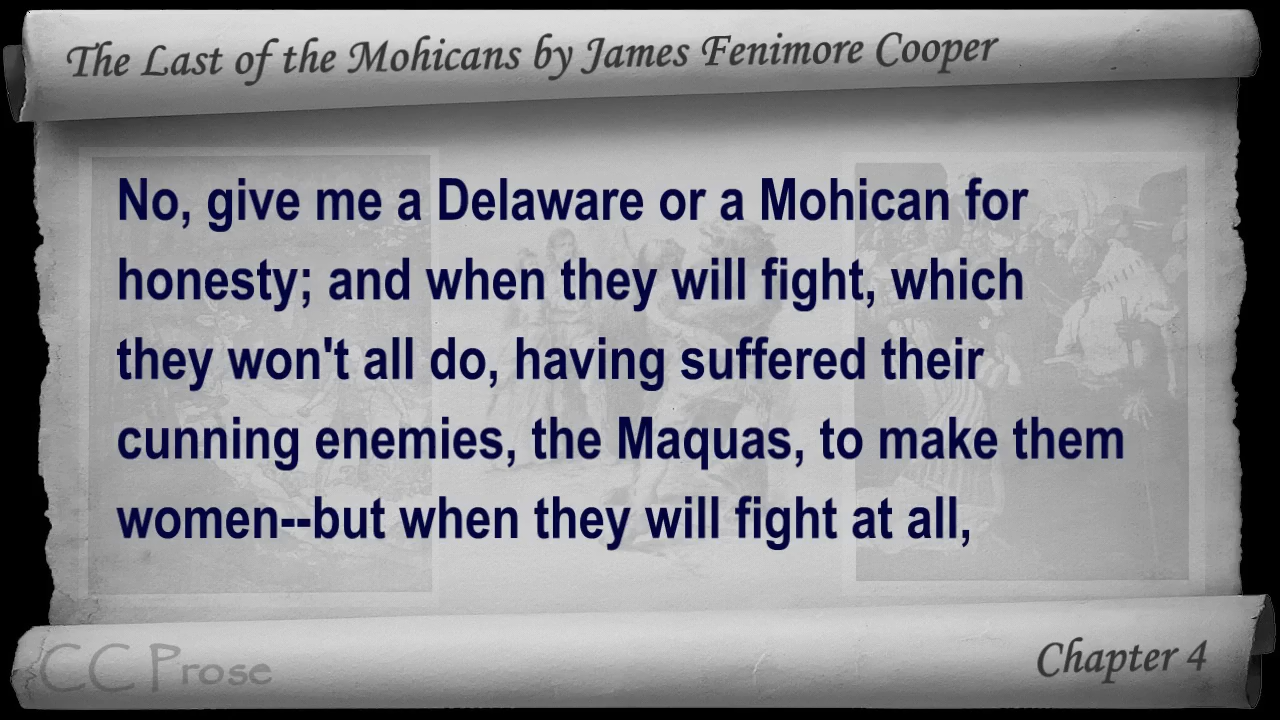 The Last of the Mohicans by James Fenimore Cooper
No, give me a Delaware or a Mohican for
honesty; and when they will fight, which
they won't all do, having suffered their
cunning enemies, the Maquas, to make them
women--but when they will fight at all,
CC Prose
Chapter 4